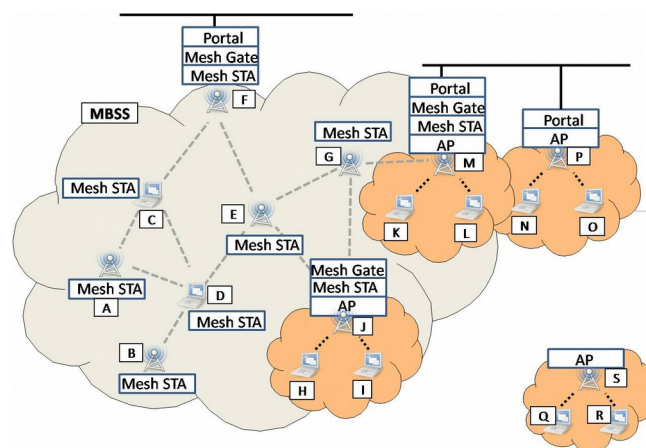 Portal
Mesh Gate
Mesh STA
F
MBSS
Portal
Mesh Gate
Mesh STA
AP
M
Portal
AP
P
Mesh STA
G
Mesh STA
C
E
K
L
N
O
Mesh STA
Mesh STA
A
D
Mesh STA
Mesh Gate
Mesh STA
AP
J
B
Mesh STA
H
I
AP
S
Q
R